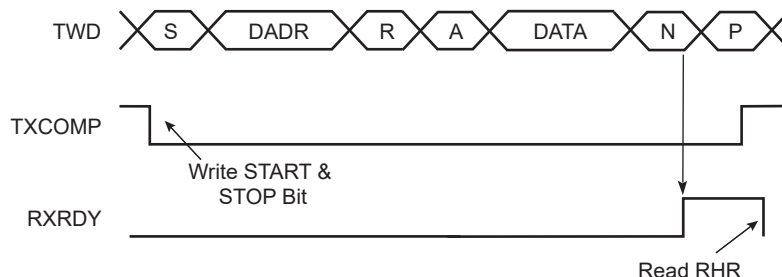 TWD S DADR R A DATA N P
TXCOMP
Write START &
STOP Bit
RXRDY
Read RHR